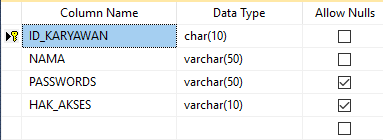 Column Name Data Type Allow Nulls
ID_KARYAWAN char(10)
NAMA varchar(50)
PASSWORDS varchar(50)
HAK_AKSES varchar(10)